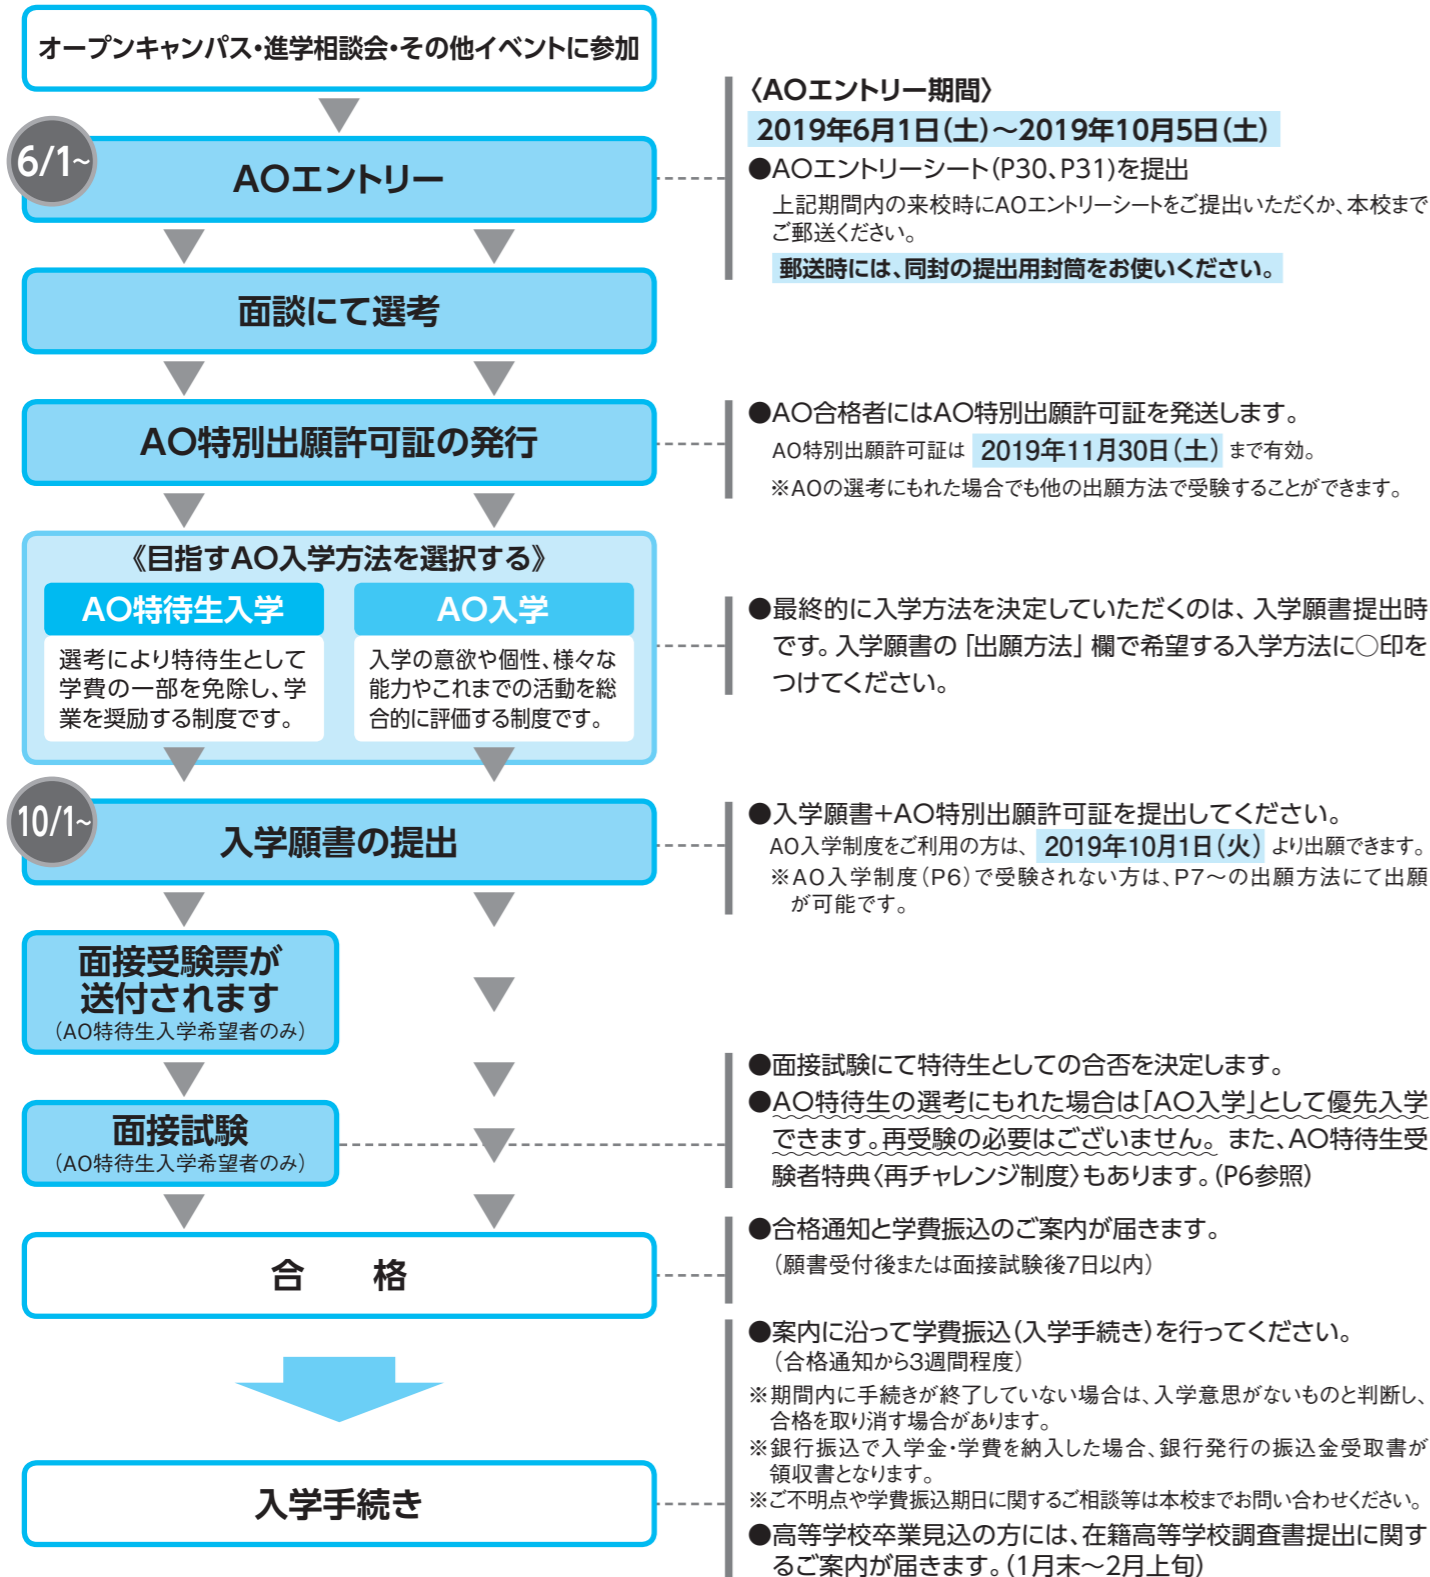 オープンキャンパス・進学相談会・その他イベントに参加
6/1~
AOエントリー
〈AOエントリー期間〉
2019年6月1日(土)～2019年10月5日(土)
●AOエントリーシート(P30、P31)を提出
上記期間内の来校時にAOエントリーシートをご提出いただくか、本校まで
ご郵送ください。
郵送時には、同封の提出用封筒をお使いください。
面談にて選考
AO特別出願許可証の発行
●AO合格者にはAO特別出願許可証を発送します。
AO特別出願許可証は 2019年11月30日(土) まで有効。
※AOの選考にもれた場合でも他の出願方法で受験することができます。
《目指すAO入学方法を選択する》
AO特待生入学
選考により特待生として
学費の一部を免除し、学
業を奨励する制度です。
AO入学
入学の意欲や個性、様々な
能力やこれまでの活動を総
合的に評価する制度です。
●最終的に入学方法を決定していただくのは、入学願書提出時
です。入学願書の「出願方法」欄で希望する入学方法に○印を
つけてください。
10/1~
入学願書の提出
●入学願書+AO特別出願許可証を提出してください。
AO入学制度をご利用の方は、 2019年10月1日(火) より出願できます。
※AO入学制度(P6)で受験されない方は、P7～の出願方法にて出願
が可能です。
面接受験票が
送付されます
(AO特待生入学希望者のみ)
面接試験
(AO特待生入学希望者のみ)
●面接試験にて特待生としての合否を決定します。
●AO特待生の選考にもれた場合は「AO入学」として優先入学
できます。再受験の必要はございません。また、AO特待生受
験者特典〈再チャレンジ制度〉もあります。(P6参照)
合　格
●合格通知と学費振込のご案内が届きます。
(願書受付後または面接試験後7日以内)
入学手続き
●案内に沿って学費振込(入学手続き)を行ってください。
(合格通知から3週間程度)
※期間内に手続きが終了していない場合は、入学意思がないものと判断し、
合格を取り消す場合があります。
※銀行振込で入学金・学費を納入した場合、銀行発行の振込金受取書が
領収書となります。
※ご不明点や学費振込期日に関するご相談等は本校までお問い合わせください。
●高等学校卒業見込の方には、在籍高等学校調査書提出に関す
るご案内が届きます。(1月末～2月上旬)